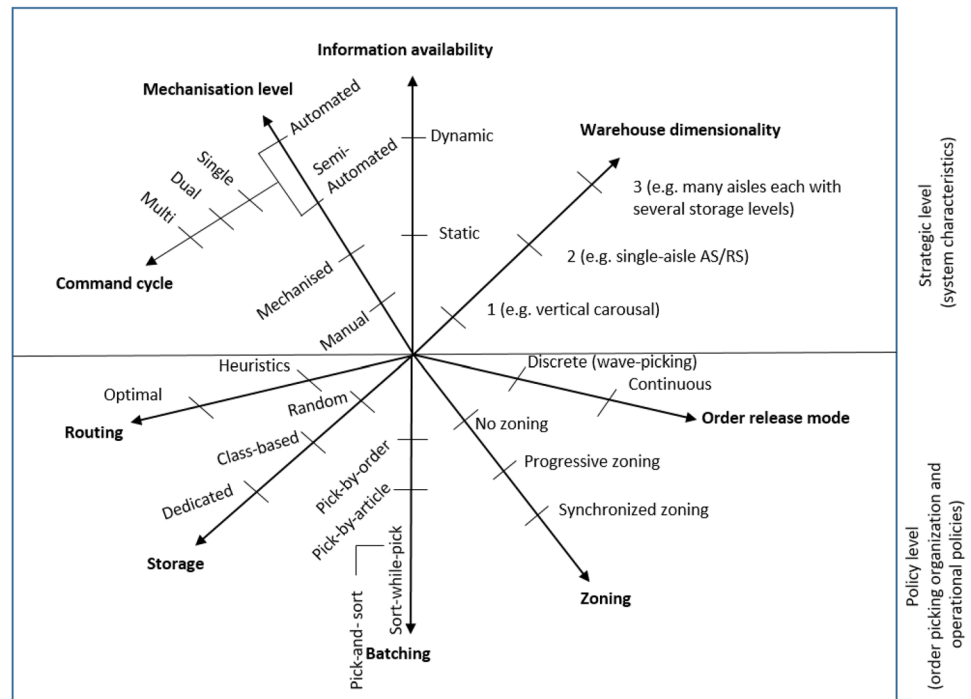 Information availability
Mechanisation level
Automated
Semi-
Automated
Mechanised
Manual
Single
Dual
Multi
Command cycle
Dynamic
Static
Warehouse dimensionality
3 (e.g. many aisles each with
several storage levels)
2 (e.g. single-aisle AS/RS)
1 (e.g. vertical carousal)
Strategic level
(system characteristics)
Heuristics
Optimal
Routing
Random
Class-based
Dedicated
Storage
Pick-by-order
Pick-by-article
Sort-while-pick
Pick-and- sort
Batching
Discrete (wave-picking)
Continuous
Order release mode
No zoning
Progressive zoning
Synchronized zoning
Zoning
Policy level
(order picking organization and
operational policies)